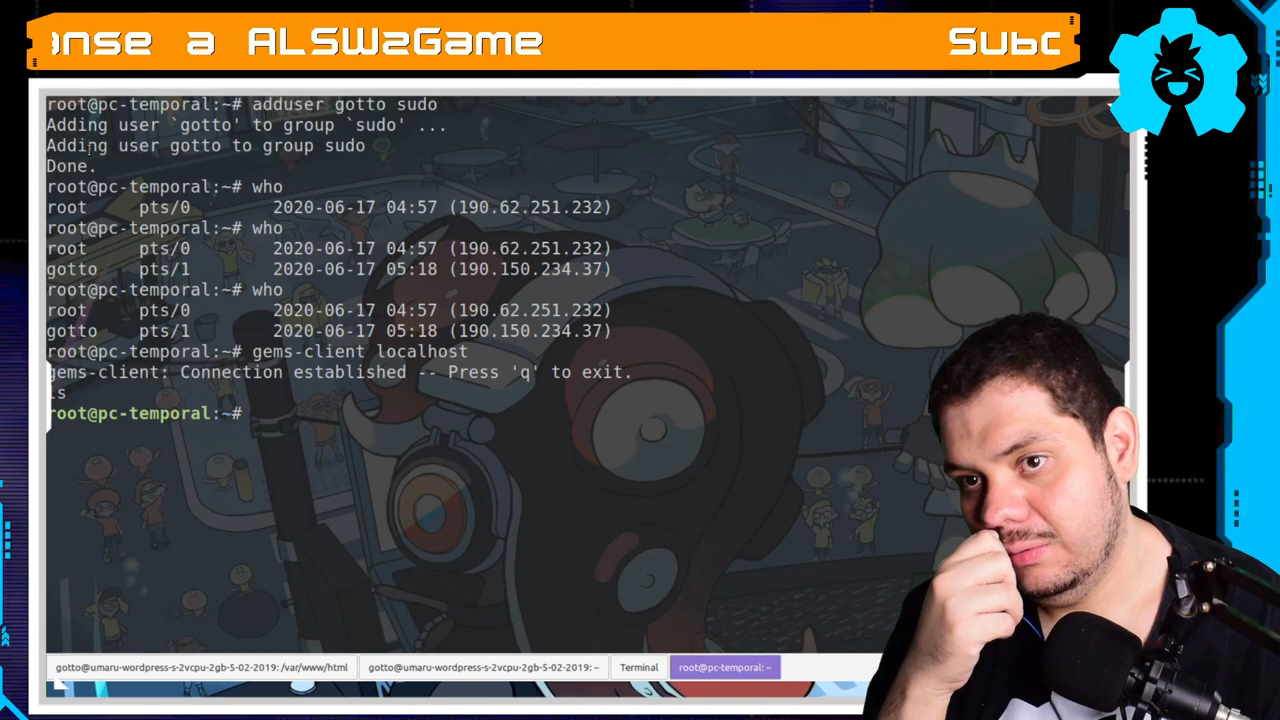 anse a ALSW2Game
Subc
root@pc-temporal:~# adduser gotto sudo
Adding user `gotto' to group `sudo' ...
Adding user gotto to group sudo
Done.
root@pc-temporal:~# who
root     pts/0        2020-06-17 04:57 (190.62.251.232)
root@pc-temporal:~# who
root     pts/0        2020-06-17 04:57 (190.62.251.232)
gotto    pts/1        2020-06-17 05:18 (190.150.234.37)
root@pc-temporal:~# who
root     pts/0        2020-06-17 04:57 (190.62.251.232)
gotto    pts/1        2020-06-17 05:18 (190.150.234.37)
root@pc-temporal:~# gems-client localhost
gems-client: Connection established -- Press 'q' to exit.
ls
root@pc-temporal:~#
gotto@umaru-wordpress-s-2vcpu-2gb-5-02-2019: /var/www/html
gotto@umaru-wordpress-s-2vcpu-2gb-5-02-2019: ~
Terminal
root@pc-temporal: ~